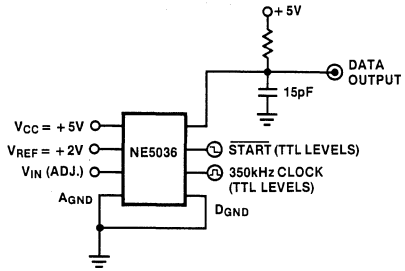 +5V
DATA
OUTPUT
15pF
VCC = +5V
VREF = +2V
VIN (ADJ.)
AGND
NE5036
START (TTL LEVELS)
350kHz CLOCK
(TTL LEVELS)
DGND